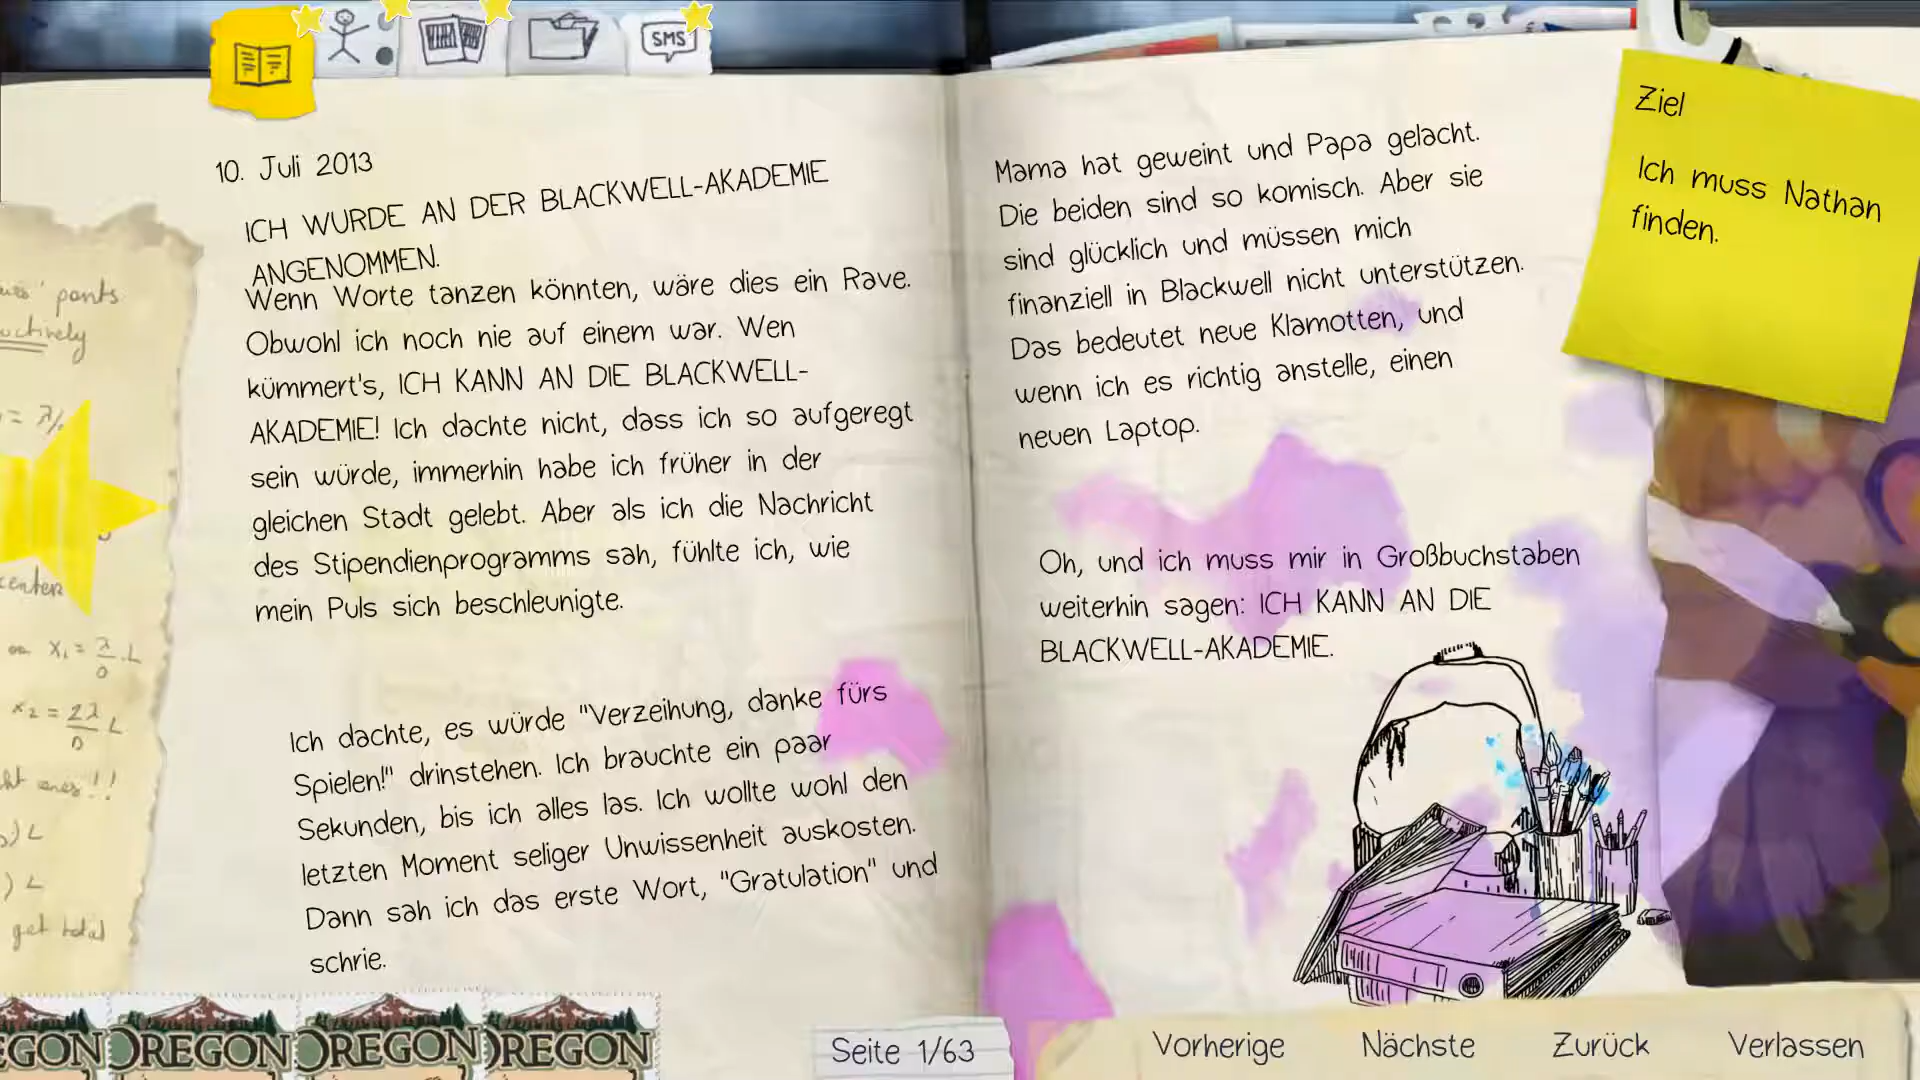 SMS
10. Juli 2013
ICH WURDE AN DER BLACKWELL-AKADEMIE
ANGENOMMEN.
Wenn Worte tanzen könnten, wäre dies ein Rave.
Obwohl ich noch nie auf einem war. Wen
kümmert's, ICH KANN AN DIE BLACKWELL-
AKADEMIE! Ich dachte nicht, dass ich so aufgeregt
sein würde, immerhin habe ich früher in der
gleichen Stadt gelebt. Aber als ich die Nachricht
des Stipendienprogramms sah, fühlte ich, wie
mein Puls sich beschleunigte.
Ich dachte, es würde "Verzeihung, danke fürs
Spielen!" drinstehen. Ich brauchte ein paar
Sekunden, bis ich alles las. Ich wollte wohl den
letzten Moment seliger Unwissenheit auskosten.
Dann sah ich das erste Wort, "Gratulation" und
schrie.
Mama hat geweint und Papa gelacht.
Die beiden sind so komisch. Aber sie
sind glücklich und müssen mich
finanziell in Blackwell nicht unterstützen.
Das bedeutet neue Klamotten, und
wenn ich es richtig anstelle, einen
neuen Laptop.
Oh, und ich muss mir in Großbuchstaben
weiterhin sagen: ICH KANN AN DIE
BLACKWELL-AKADEMIE.
Ziel
Ich muss Nathan
finden.
pants
x₁ = λ/D . L
x₂ = 2λ/D L
) L
) L
get total
EGON OREGON OREGON OREGON
Seite 1/63
Vorherige
Nächste
Zurück
Verlassen